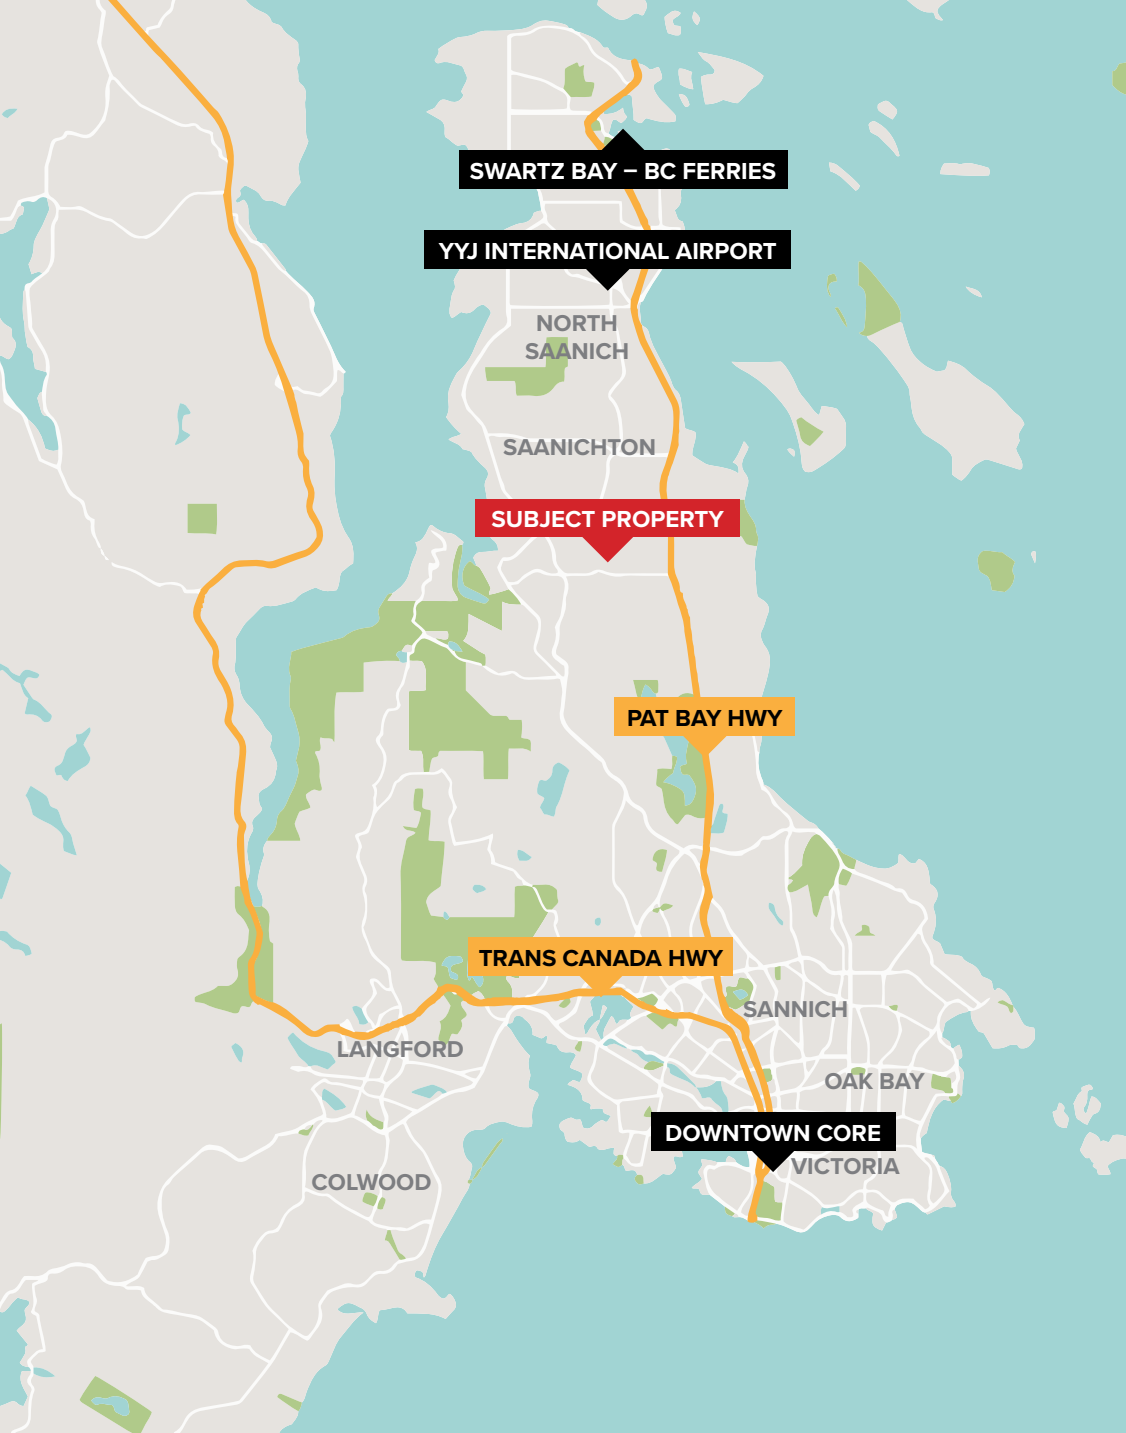 SWARTZ BAY – BC FERRIES
YYJ INTERNATIONAL AIRPORT
NORTH
SAANICH
SAANICHTON
SUBJECT PROPERTY
PAT BAY HWY
TRANS CANADA HWY
SANNICH
LANGFORD
OAK BAY
DOWNTOWN CORE
VICTORIA
COLWOOD